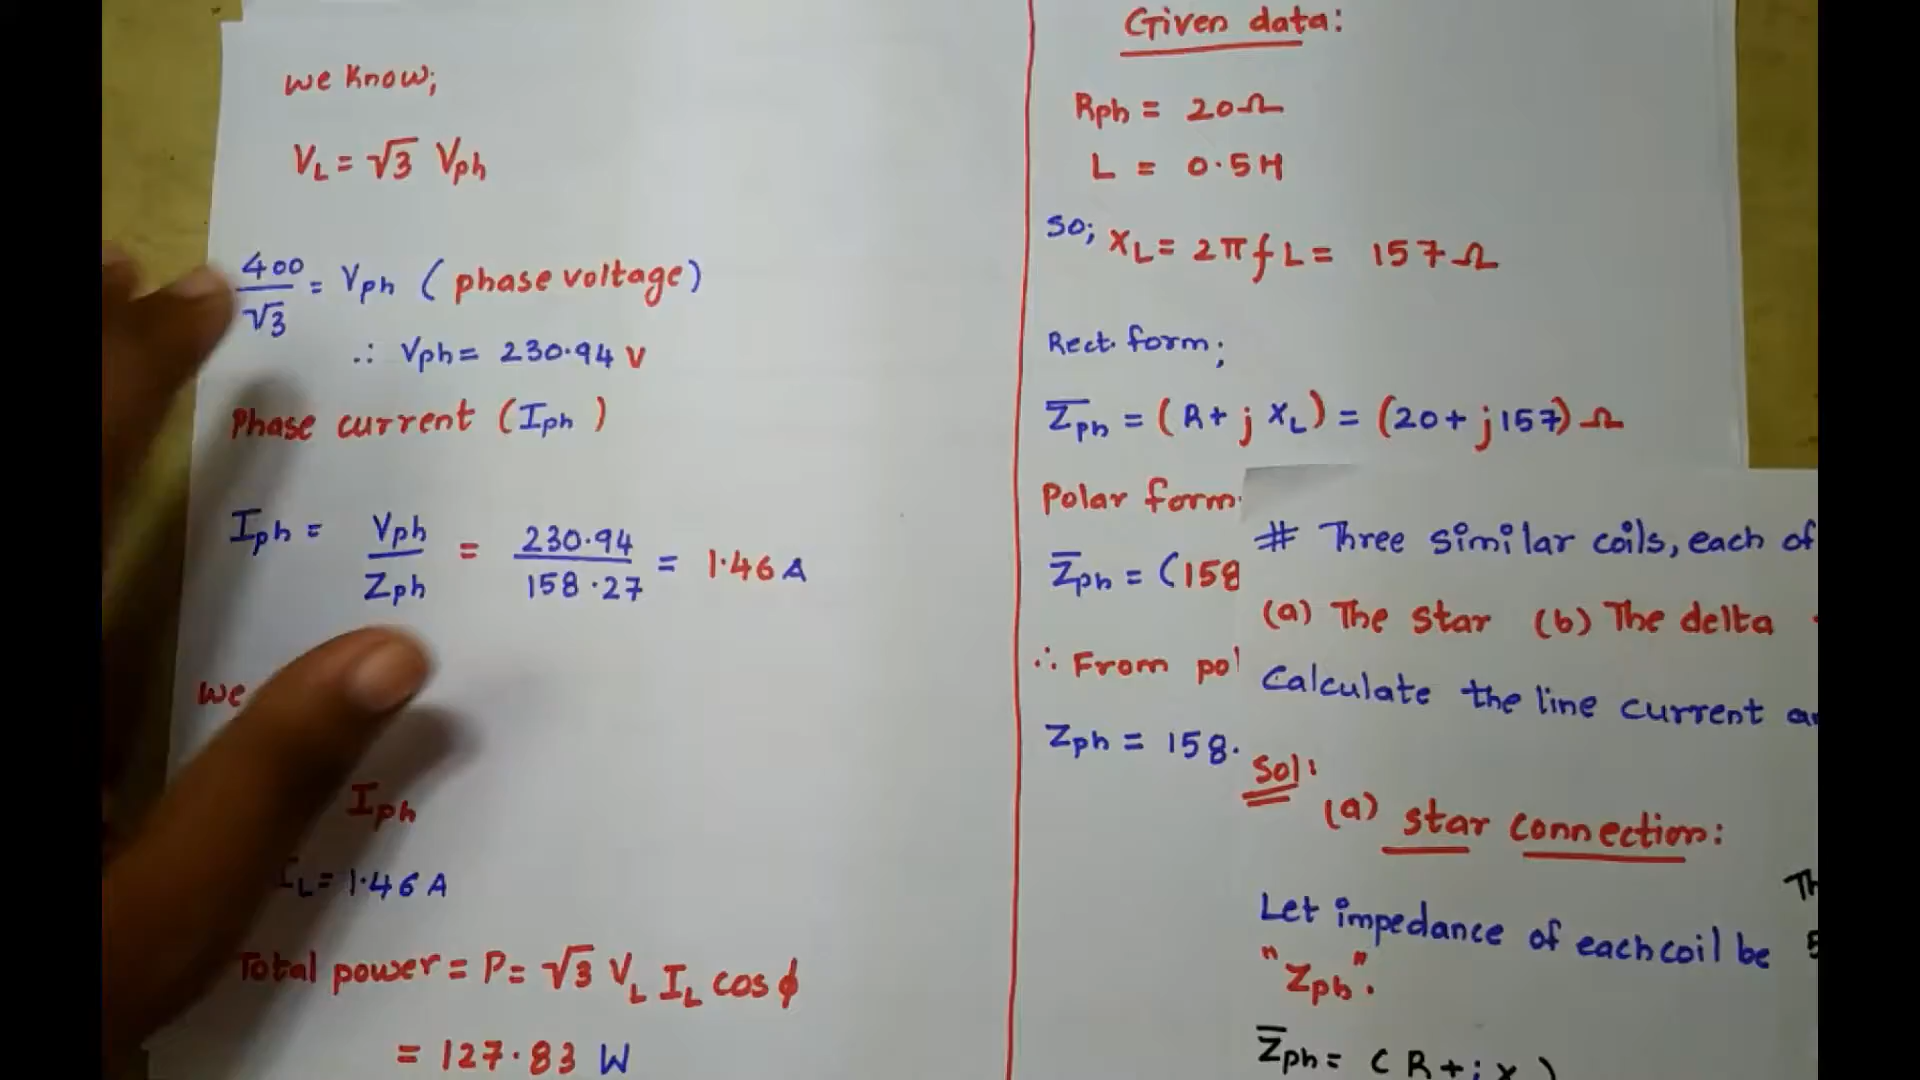 we know;
VL = √3 Vph
400/√3 = Vph (phase voltage)
∴ Vph = 230.94 V
Phase current (Iph)
Iph = Vph/Zph = 230.94/158.27 = 1.46 A
we
Iph
IL = 1.46 A
Total power = P = √3 VL IL cos ϕ
= 127.83 W
Given data:
Rph = 20Ω
L = 0.5H
so; XL = 2πfL = 157Ω
Rect. form;
Z̅ph = (R+j XL) = (20+j157)Ω
Polar form
Z̅ph = (158
∴ From pol
Zph = 158.
# Three similar coils, each of
(a) The star (b) The delta
Calculate the line current
Sol:
(a) star connection:
Let impedance of each coil be
"Zph".
Z̅ph = (R+j X )